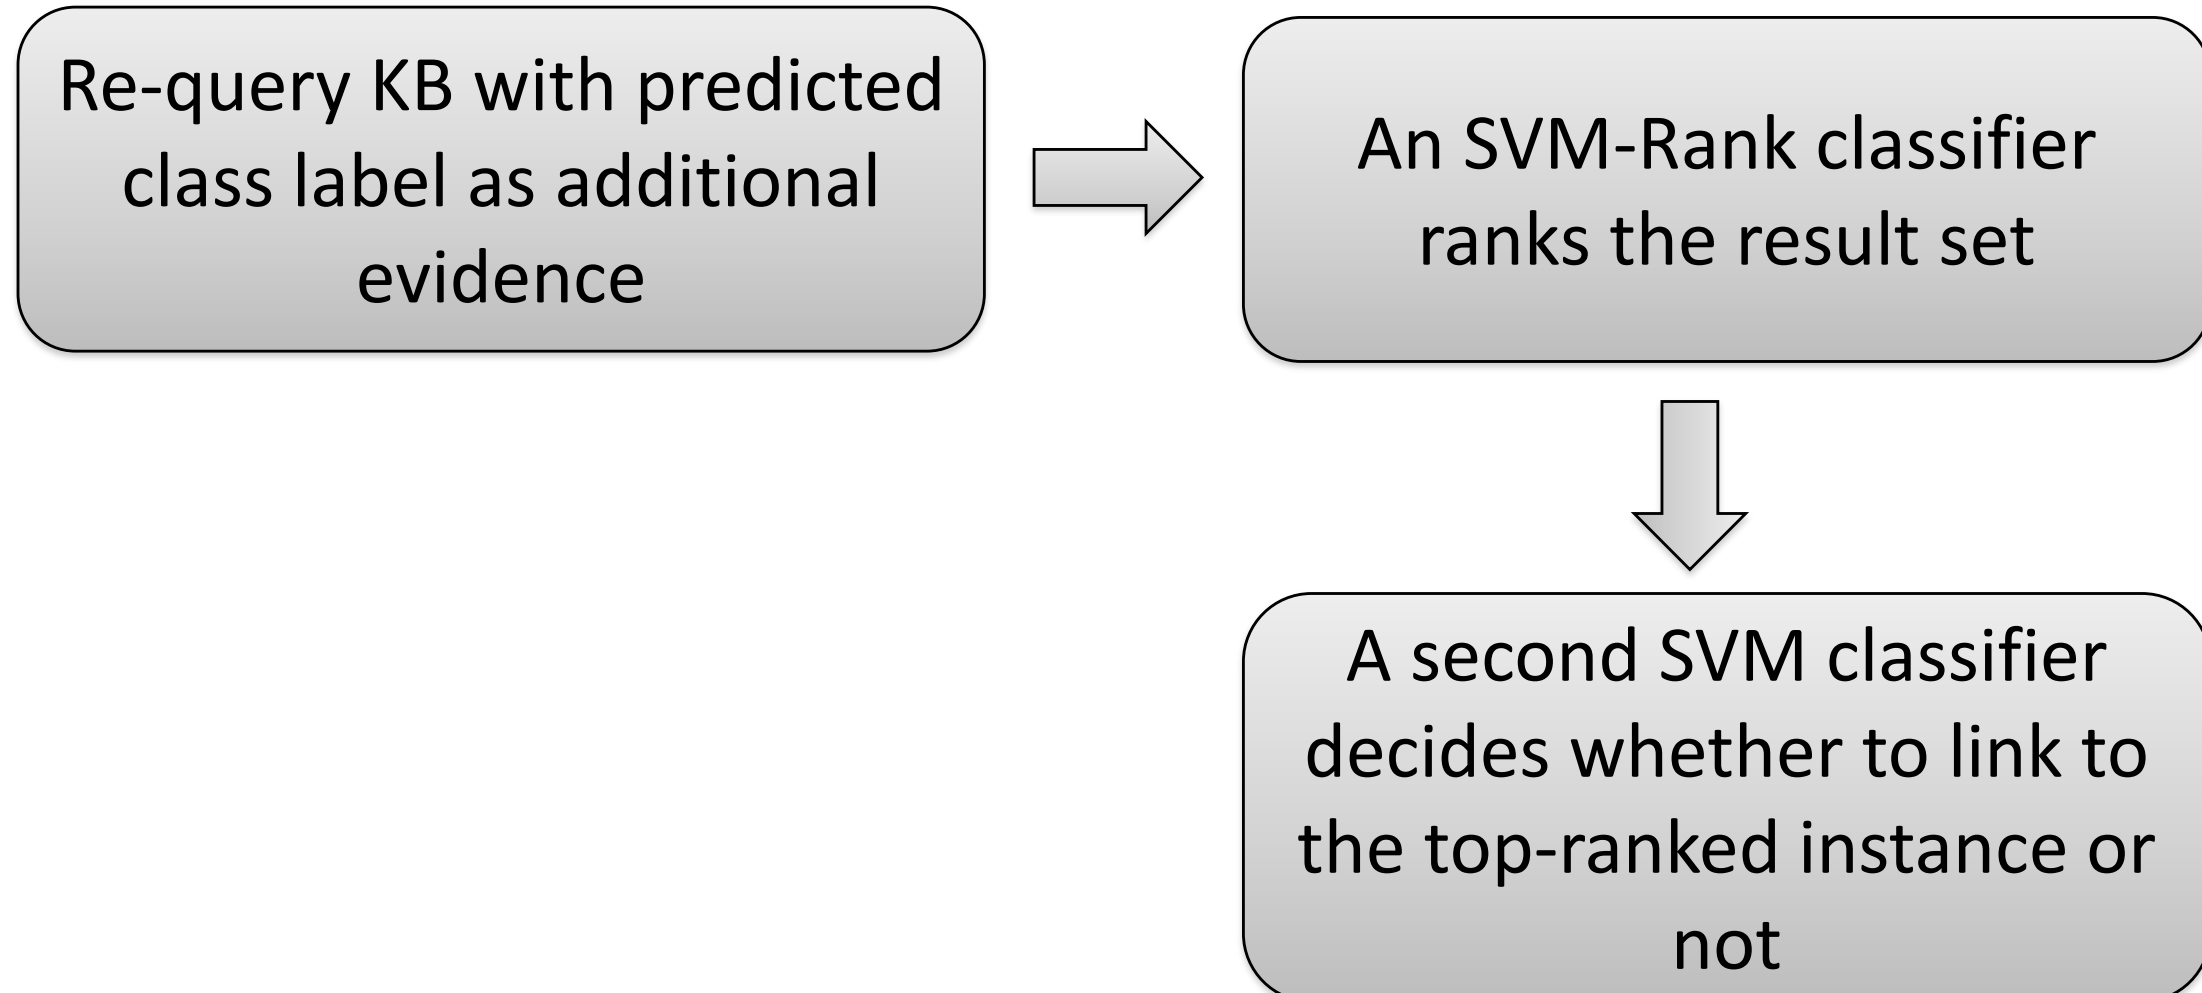 Re-query KB with predicted
class label as additional
evidence
An SVM-Rank classifier
ranks the result set
A second SVM classifier
decides whether to link to
the top-ranked instance or
not